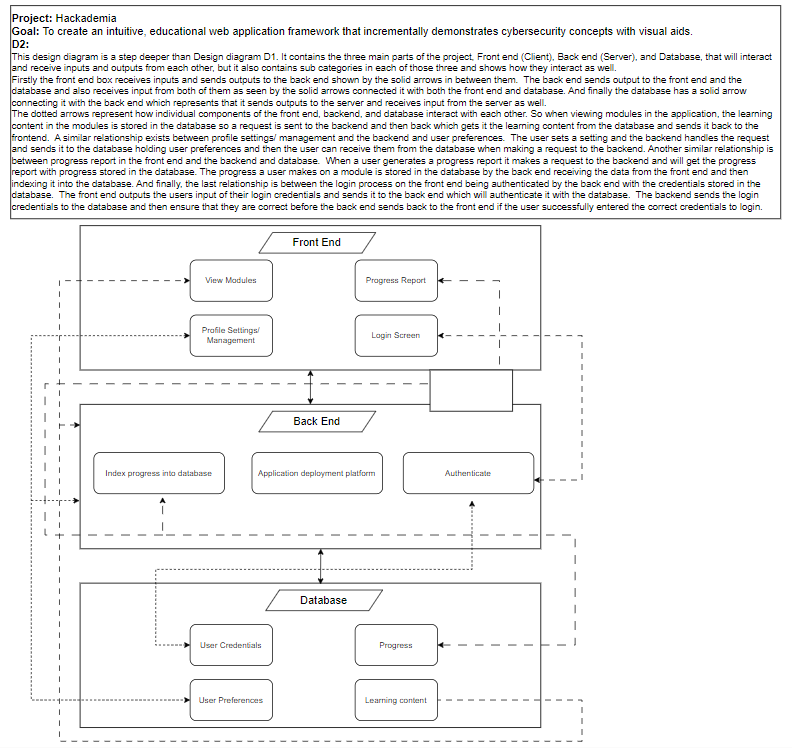 Project: Hackademia
Goal: To create an intuitive, educational web application framework that incrementally demonstrates cybersecurity concepts with visual aids.
D2:
This design diagram is a step deeper than Design diagram D1. It contains the three main parts of the project, Front end (Client), Back end (Server), and Database, that will interact
and receive inputs and outputs from each other, but it also contains sub categories in each of those three and shows how they interact as well.
Firstly the front end box receives inputs and sends outputs to the back end shown by the solid arrows in between them.  The back end sends output to the front end and the
database and also receives input from both of them as seen by the solid arrows connected it with both the front end and database. And finally the database has a solid arrow
connecting it with the back end which represents that it sends outputs to the server and receives input from the server as well.
The dotted arrows represent how individual components of the front end, backend, and database interact with each other. So when viewing modules in the application, the learning
content in the modules is stored in the database so a request is sent to the backend and then back which gets it the learning content from the database and sends it back to the
frontend.  A similar relationship exists between profile settings/ management and the backend and user preferences.  The user sets a setting and the backend handles the request
and sends it to the database holding user preferences and then the user can receive them from the database when making a request to the backend. Another similar relationship is
between progress report in the front end and the backend and database.  When a user generates a progress report it makes a request to the backend and will get the progress
report with progress stored in the database. The progress a user makes on a module is stored in the database by the back end receiving the data from the front end and then
indexing it into the database. And finally, the last relationship is between the login process on the front end being authenticated by the back end with the credentials stored in the
database.  The front end outputs the users input of their login credentials and sends it to the back end which will authenticate it with the database.  The backend sends the login
credentials to the database and then ensure that they are correct before the back end sends back to the front end if the user successfully entered the correct credentials to login.
Front End
View Modules
Progress Report
Profile Settings/
Management
Login Screen
Back End
Index progress into database
Application deployment platform
Authenticate
Database
User Credentials
Progress
User Preferences
Learning content